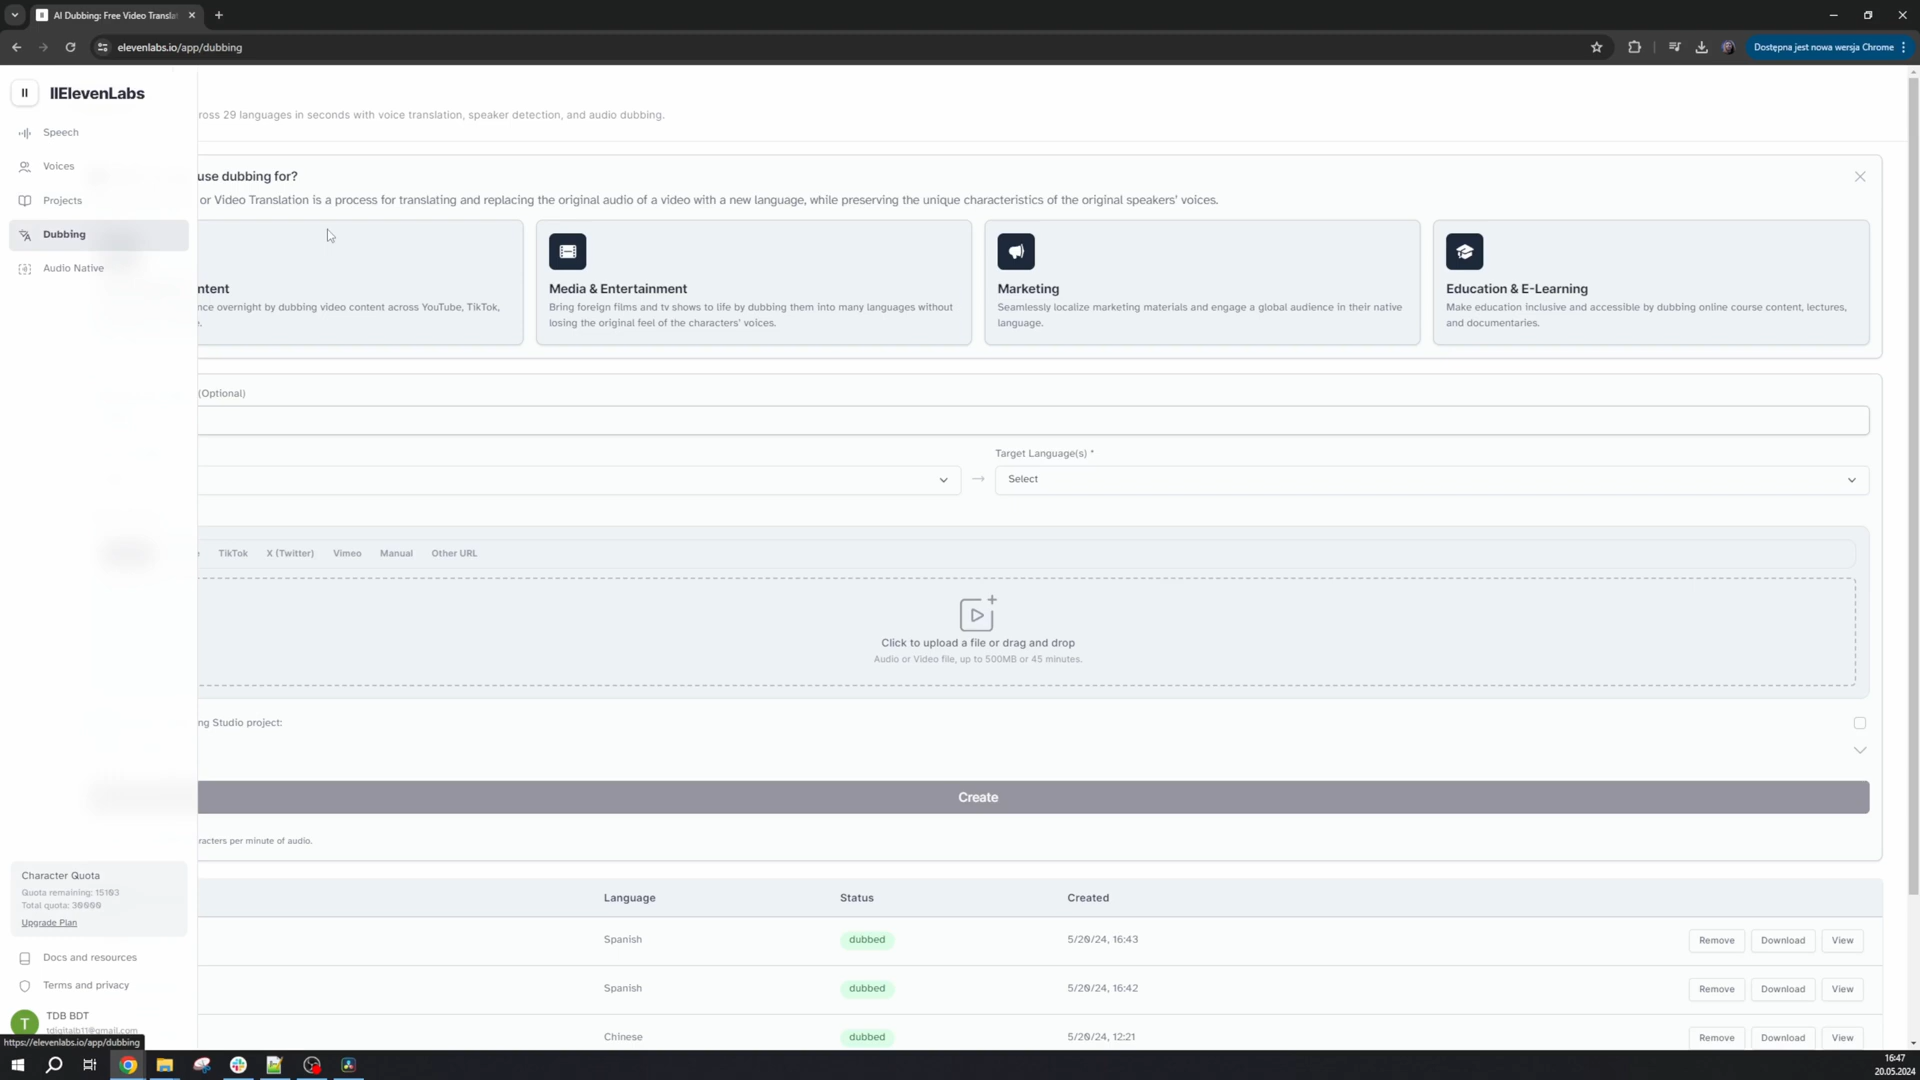 AI Dubbing: Free Video Transla
elevenlabs.io/app/dubbing
Dostępna jest nowa wersja Chrome
IIElevenLabs
Speech
Voices
Projects
Dubbing
Audio Native
ross 29 languages in seconds with voice translation, speaker detection, and audio dubbing.
use dubbing for?
or Video Translation is a process for translating and replacing the original audio of a video with a new language, while preserving the unique characteristics of the original speakers' voices.
ntent
nce overnight by dubbing video content across YouTube, TikTok,
e.
Media & Entertainment
Bring foreign films and tv shows to life by dubbing them into many languages without
losing the original feel of the characters' voices.
Marketing
Seamlessly localize marketing materials and engage a global audience in their native
language.
Education & E-Learning
Make education inclusive and accessible by dubbing online course content, lectures,
and documentaries.
(Optional)
Target Language(s) *
Select
e TikTok X (Twitter) Vimeo Manual Other URL
Click to upload a file or drag and drop
Audio or Video file, up to 500MB or 45 minutes.
ng Studio project:
Create
racters per minute of audio.
Language Status Created
Spanish dubbed 5/20/24, 16:43 Remove Download View
Spanish dubbed 5/20/24, 16:42 Remove Download View
Chinese dubbed 5/20/24, 12:21 Remove Download View
Character Quota
Quota remaining: 15103
Total quota: 30000
Upgrade Plan
Docs and resources
Terms and privacy
T
TDB BDT
tdigitalb11@gmail.com
https://elevenlabs.io/app/dubbing
16:47
20.05.2024